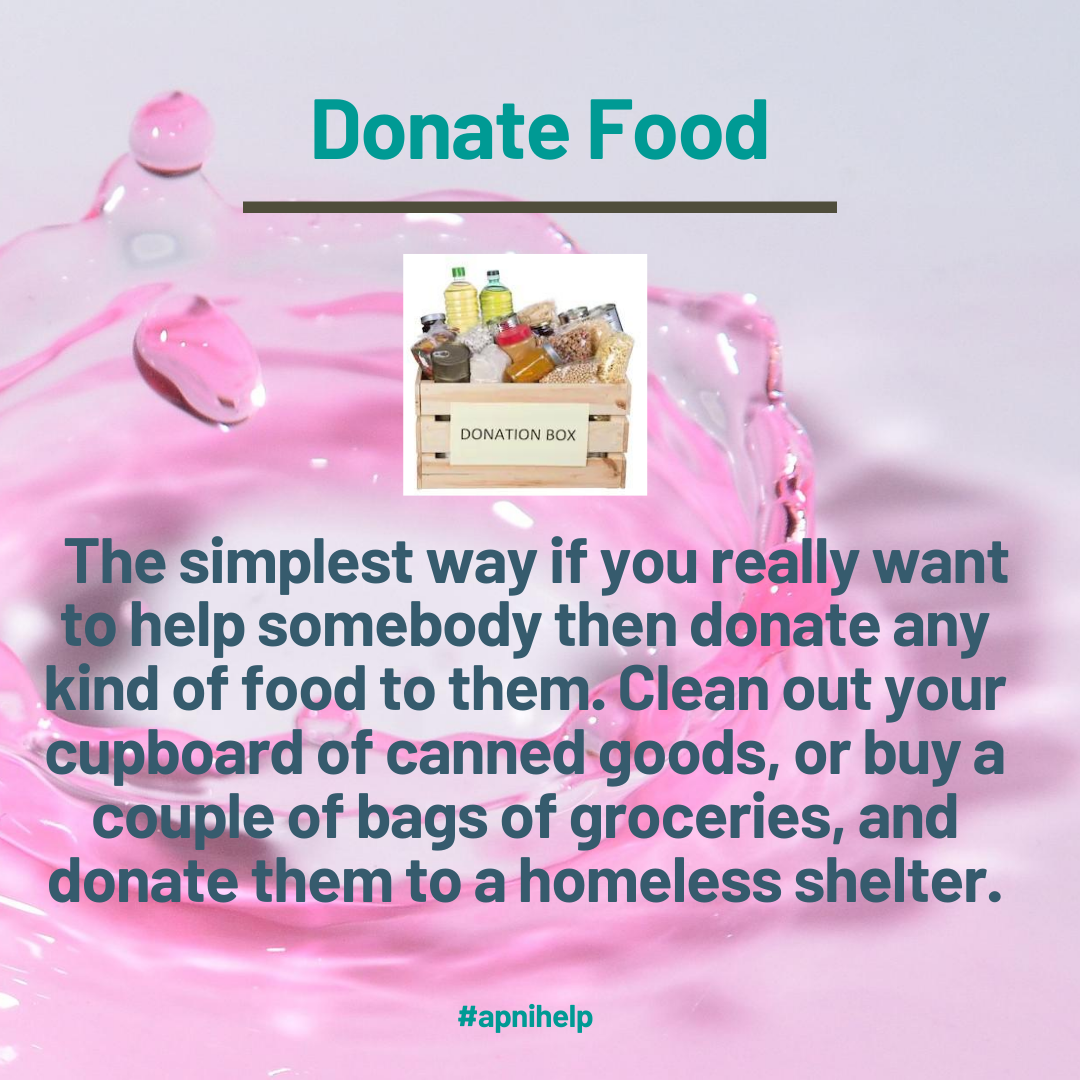 Donate Food
DONATION BOX
The simplest way if you really want
to help somebody then donate any
kind of food to them. Clean out your
cupboard of canned goods, or buy a
couple of bags of groceries, and
donate them to a homeless shelter.
#apnihelp